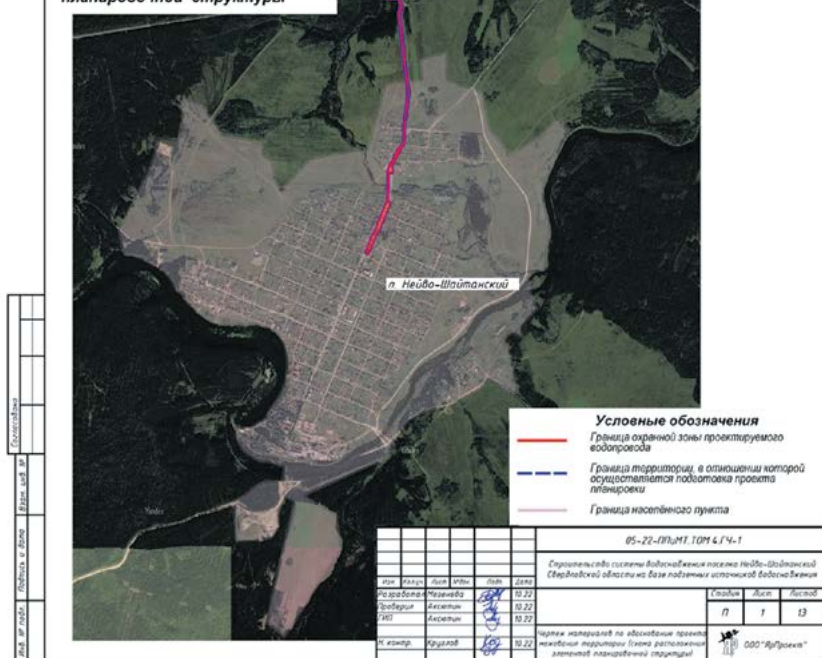 планировочной структуры
п. Нейво-Шайтанский
Yandex
Условные обозначения
Граница охранной зоны проектируемого
водопровода
Граница территории, в отношении которой
осуществляется подготовка проекта
планировки
Граница населённого пункта
Согласовано
Взам. инв. №
Подпись и дата
Инв. № подл.
05-22-ППиМТ.ТОМ 4.ГЧ-1
Строительство системы водоснабжения поселка Нейво-Шайтанский
Свердловской области на базе подземных источников водоснабжения
Изм Кол.уч Лист №док. Подп. Дата
Разработал Мезенова 10.22
Проверил Аксютин 10.22
ГИП Аксютин 10.22
Н. контр. Круглов 10.22
Стадия Лист Листов
П 1 13
Чертеж материалов по обоснованию проекта
межевания территории (схема расположения
элементов планировочной структуры)
ООО "ЯрПроект"